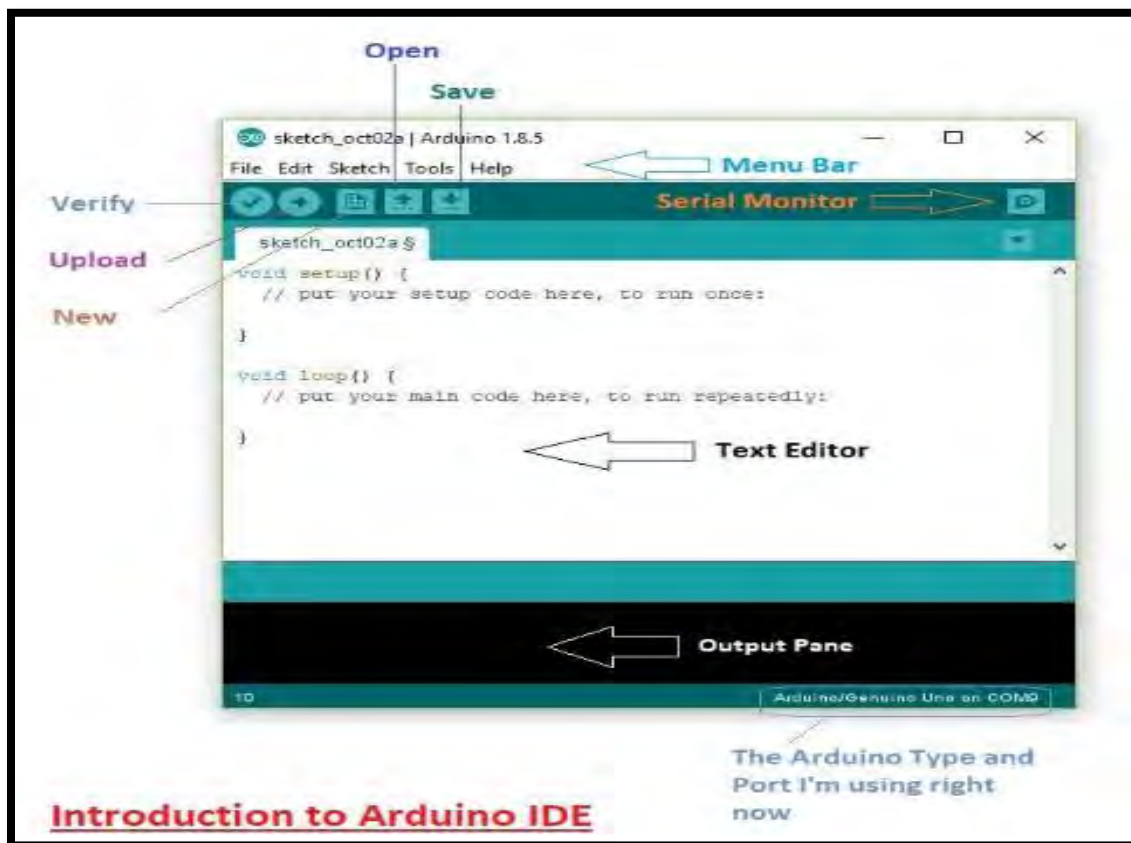 Open
Save
sketch_oct02a | Arduino 1.8.5
File Edit Sketch Tools Help
Menu Bar
Verify
Serial Monitor
sketch_oct02a §
Upload
void setup() {
// put your setup code here, to run once:
New
}
void loop() {
// put your main code here, to run repeatedly:
}
Text Editor
Output Pane
10
Arduino/Genuino Uno on COM9
The Arduino Type and
Port I'm using right
now
Introduction to Arduino IDE